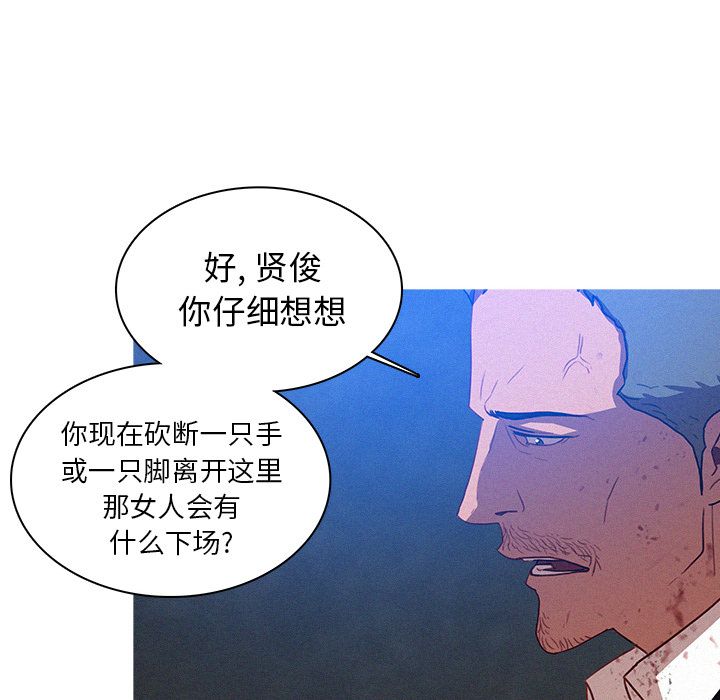 好, 贤俊
你仔细想想
你现在砍断一只手
或一只脚离开这里
那女人会有
什么下场?